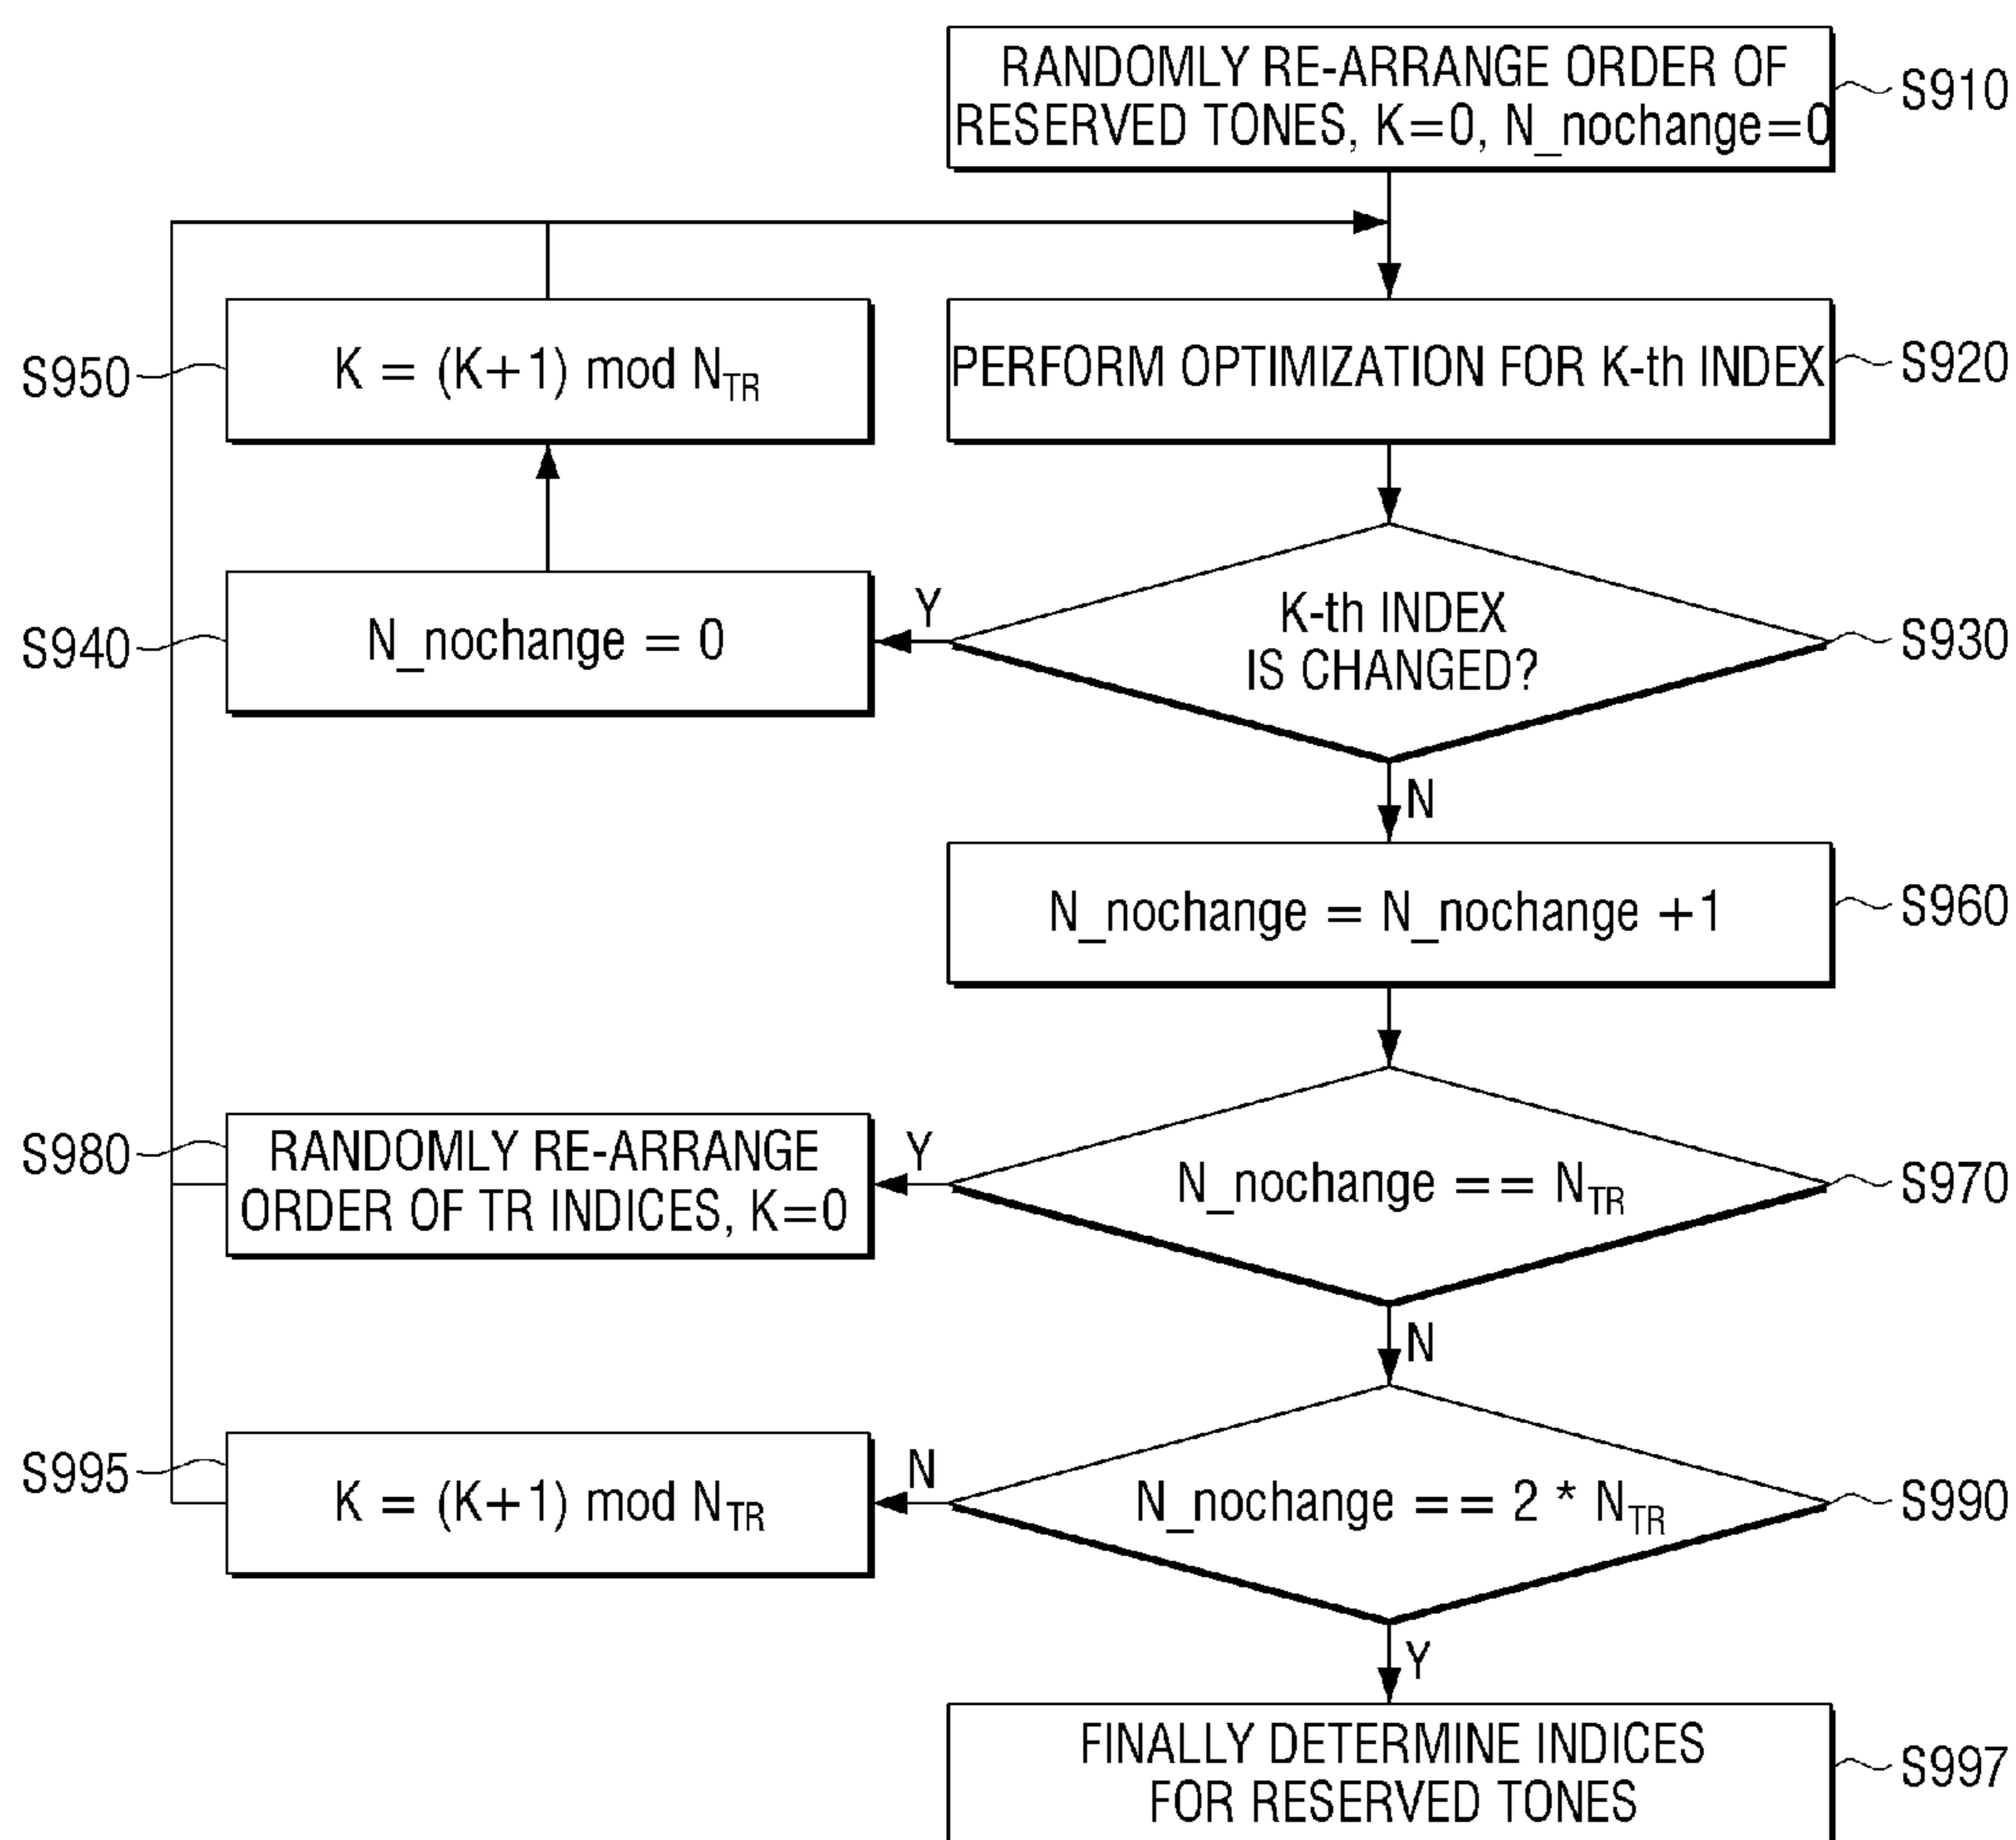 RANDOMLY RE-ARRANGE ORDER OF
RESERVED TONES, K=0, N_nochange=0
S910
S950
K = (K+1) mod NTR
PERFORM OPTIMIZATION FOR K-th INDEX
S920
S940
N_nochange = 0
Y
K-th INDEX
IS CHANGED?
S930
N
N_nochange = N_nochange +1
S960
S980
RANDOMLY RE-ARRANGE
ORDER OF TR INDICES, K=0
Y
N_nochange == NTR
S970
N
S995
K = (K+1) mod NTR
N
N_nochange == 2 * NTR
S990
Y
FINALLY DETERMINE INDICES
FOR RESERVED TONES
S997